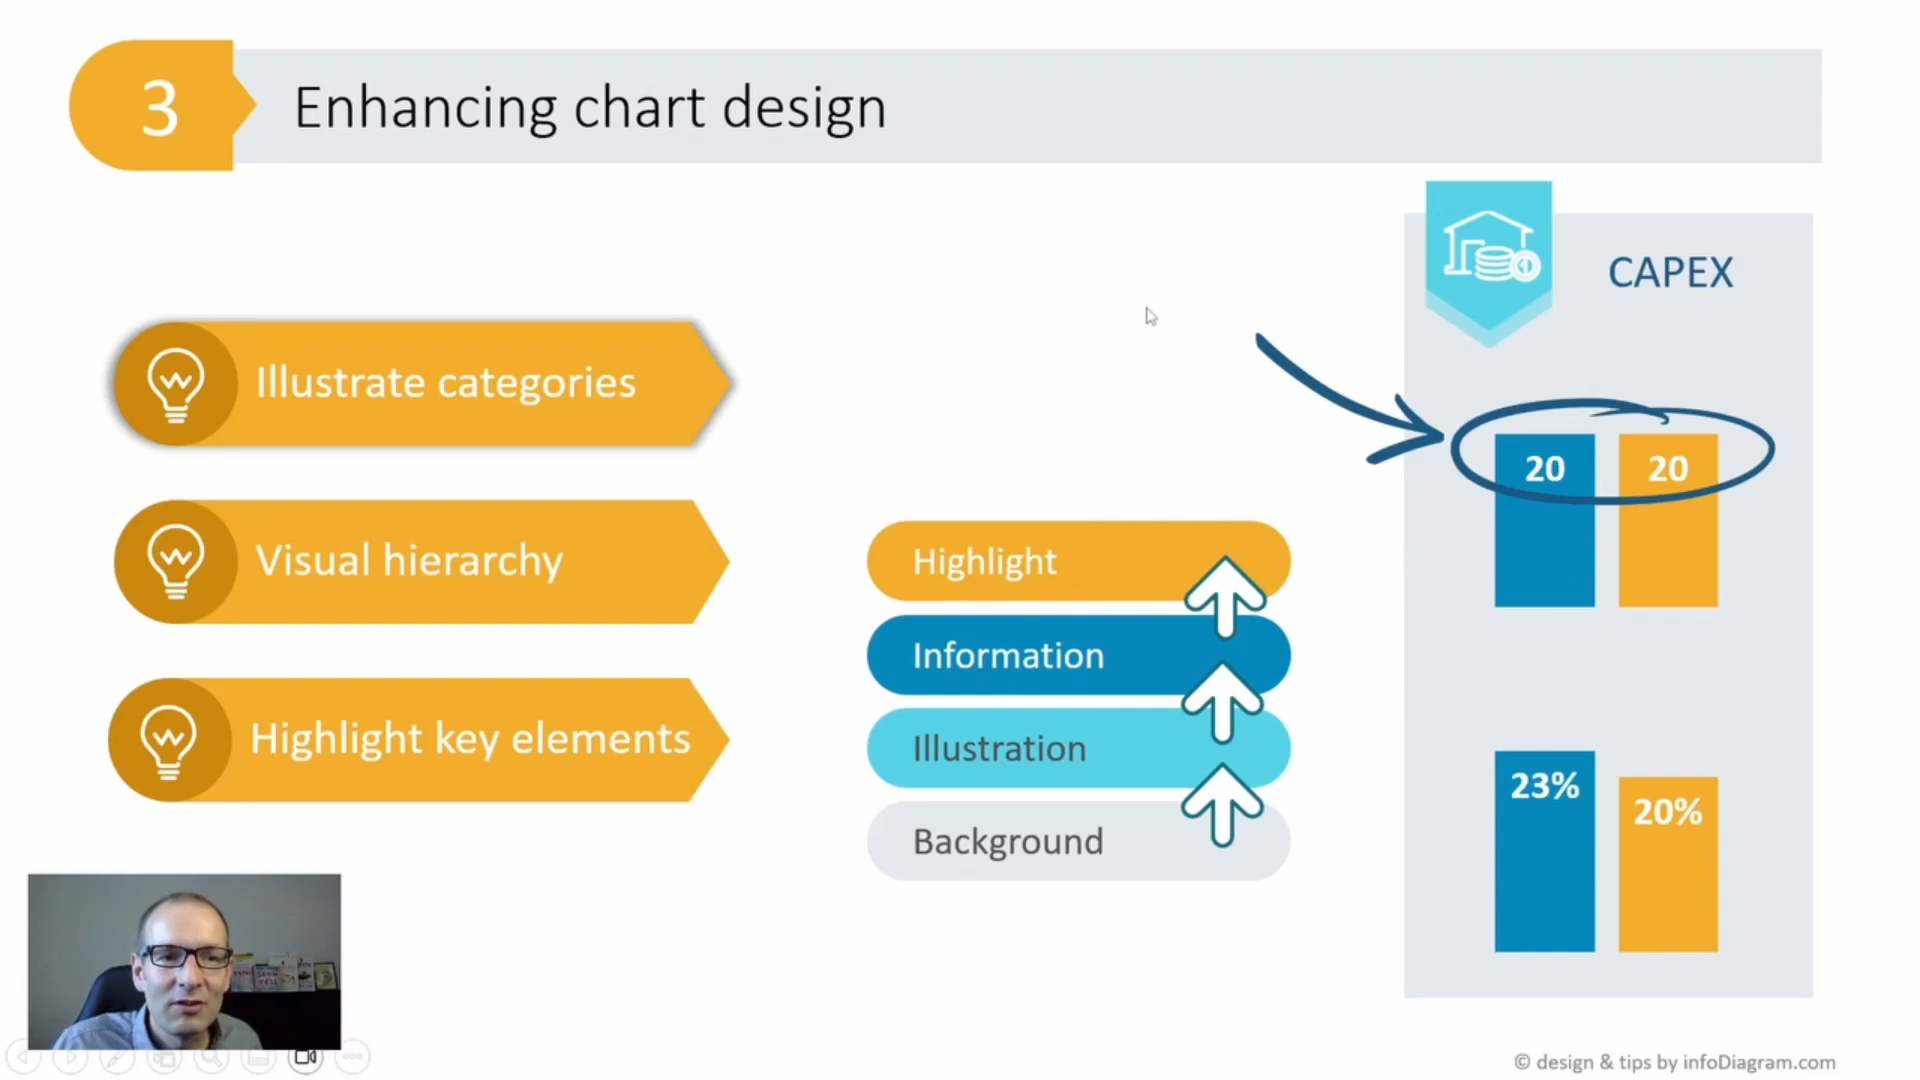 3
Enhancing chart design
CAPEX
Illustrate categories
Visual hierarchy
Highlight key elements
Highlight
Information
Illustration
Background
20 20
23% 20%
© design & tips by infoDiagram.com